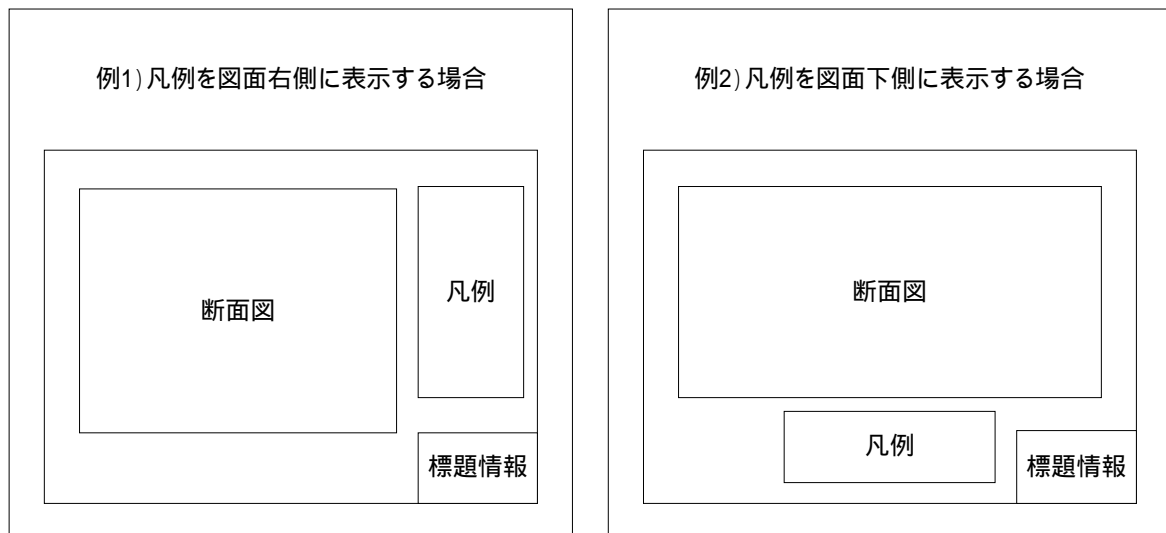 例1)凡例を図面右側に表示する場合
断面図
凡例
標題情報
例2)凡例を図面下側に表示する場合
断面図
凡例
標題情報